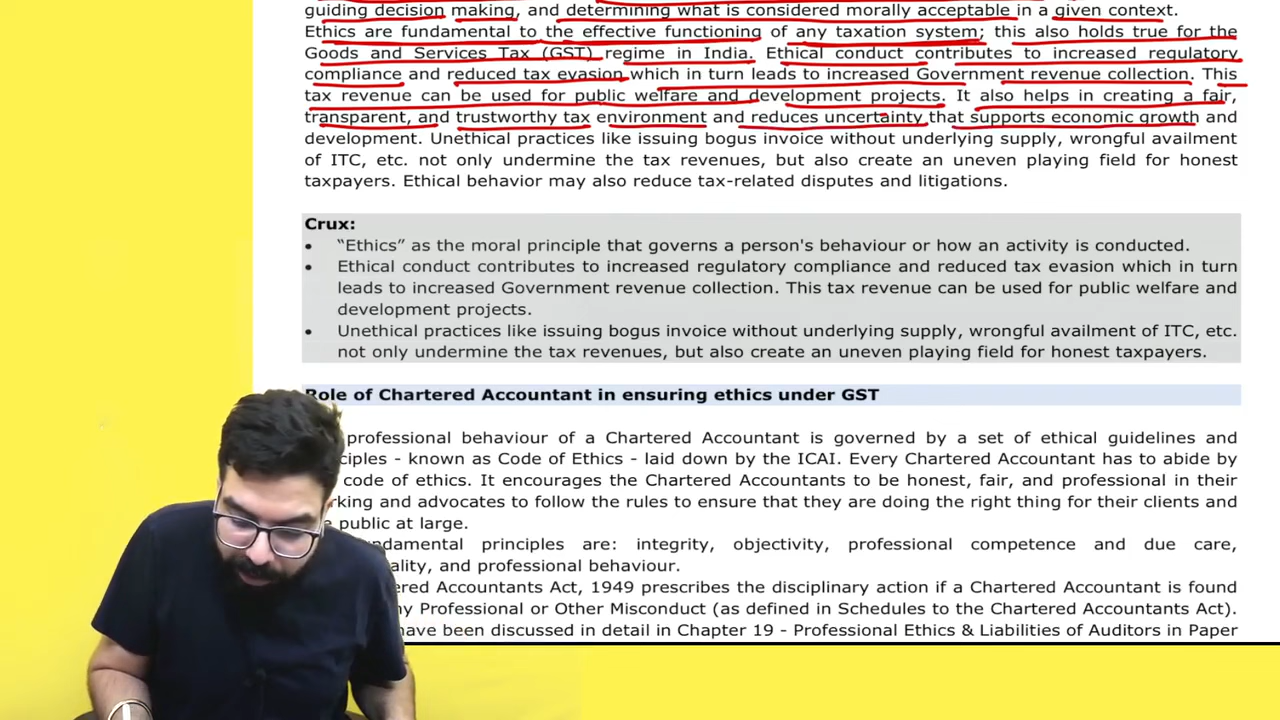 guiding decision making, and determining what is considered morally acceptable in a given context.
Ethics are fundamental to the effective functioning of any taxation system; this also holds true for the
Goods and Services Tax (GST) regime in India. Ethical conduct contributes to increased regulatory
compliance and reduced tax evasion which in turn leads to increased Government revenue collection. This
tax revenue can be used for public welfare and development projects. It also helps in creating a fair,
transparent, and trustworthy tax environment and reduces uncertainty that supports economic growth and
development. Unethical practices like issuing bogus invoice without underlying supply, wrongful availment
of ITC, etc. not only undermine the tax revenues, but also create an uneven playing field for honest
taxpayers. Ethical behavior may also reduce tax-related disputes and litigations.
Crux:
• “Ethics” as the moral principle that governs a person's behaviour or how an activity is conducted.
• Ethical conduct contributes to increased regulatory compliance and reduced tax evasion which in turn
leads to increased Government revenue collection. This tax revenue can be used for public welfare and
development projects.
• Unethical practices like issuing bogus invoice without underlying supply, wrongful availment of ITC, etc.
not only undermine the tax revenues, but also create an uneven playing field for honest taxpayers.
Role of Chartered Accountant in ensuring ethics under GST
professional behaviour of a Chartered Accountant is governed by a set of ethical guidelines and
- known as Code of Ethics - laid down by the ICAI. Every Chartered Accountant has to abide by
code of ethics. It encourages the Chartered Accountants to be honest, fair, and professional in their
and advocates to follow the rules to ensure that they are doing the right thing for their clients and
public at large.
principles are: integrity, objectivity, professional competence and due care,
and professional behaviour.
Accountants Act, 1949 prescribes the disciplinary action if a Chartered Accountant is found
Professional or Other Misconduct (as defined in Schedules to the Chartered Accountants Act).
have been discussed in detail in Chapter 19 - Professional Ethics & Liabilities of Auditors in Paper